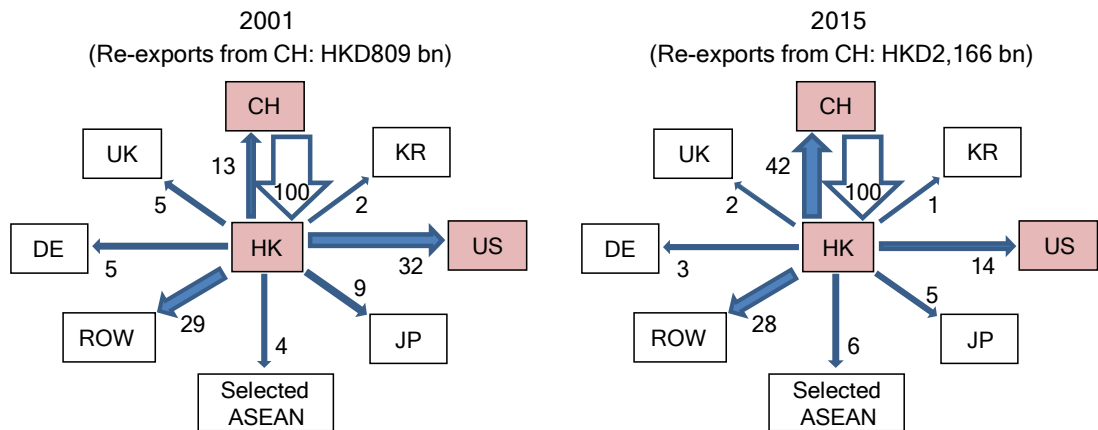 2001
(Re-exports from CH: HKD809 bn)
CH
UK
KR
13
100
5
2
DE
HK
US
5
32
9
ROW
29
JP
4
Selected
ASEAN
2015
(Re-exports from CH: HKD2,166 bn)
CH
UK
KR
42
100
2
1
DE
HK
US
3
14
5
ROW
28
JP
6
Selected
ASEAN